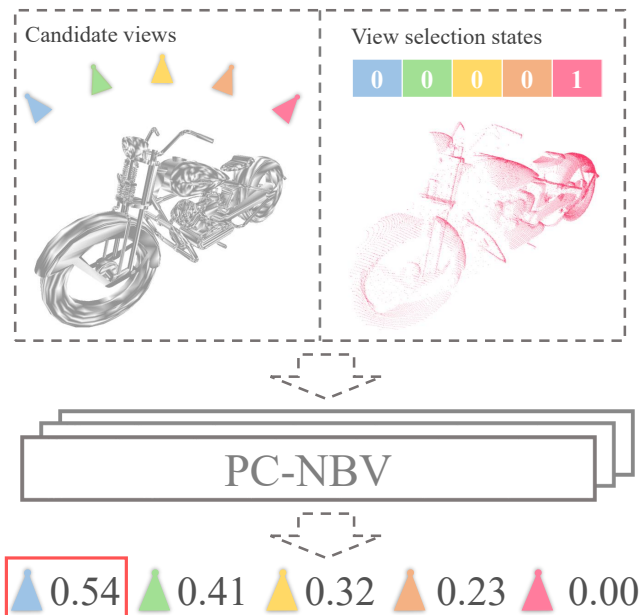 Candidate views
View selection states
0 0 0 0 1
PC-NBV
0.54 0.41 0.32 0.23 0.00